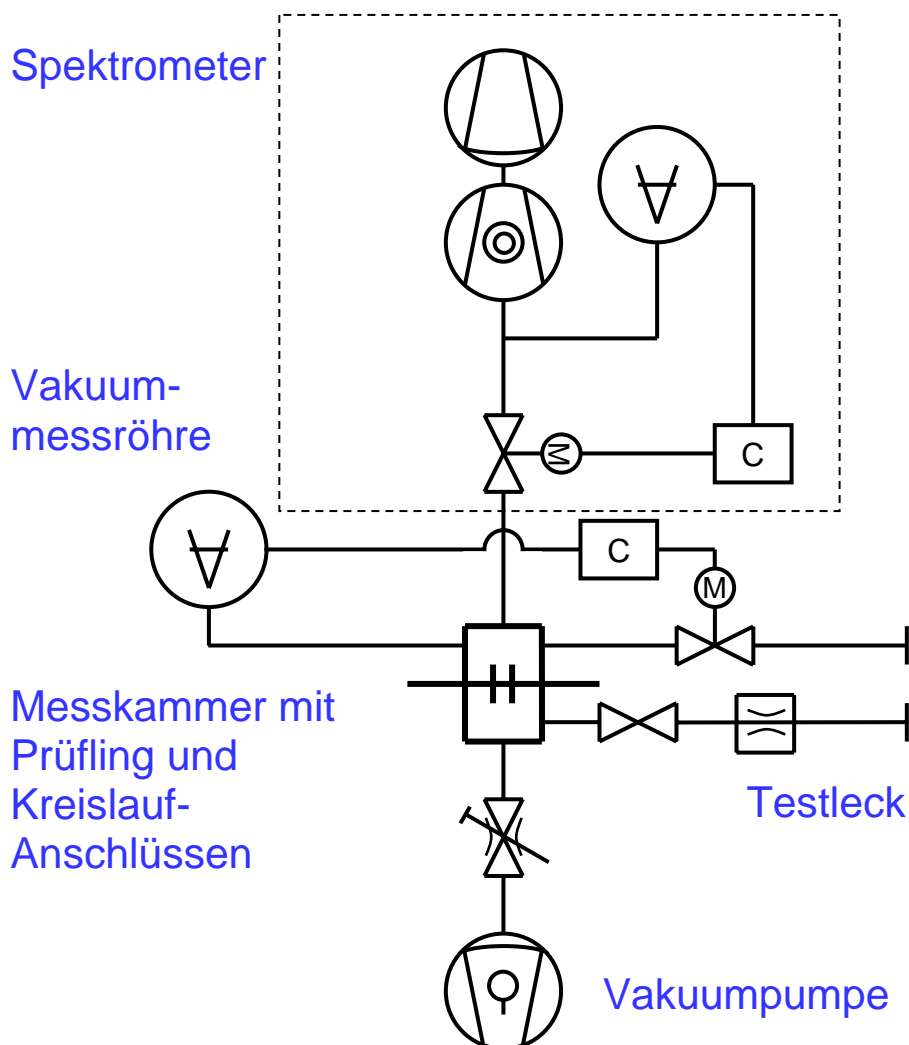 Spektrometer
Vakuum-
messröhre
M
C
C
M
Messkammer mit
Prüfling und
Kreislauf-
Anschlüssen
Testleck
Vakuumpumpe